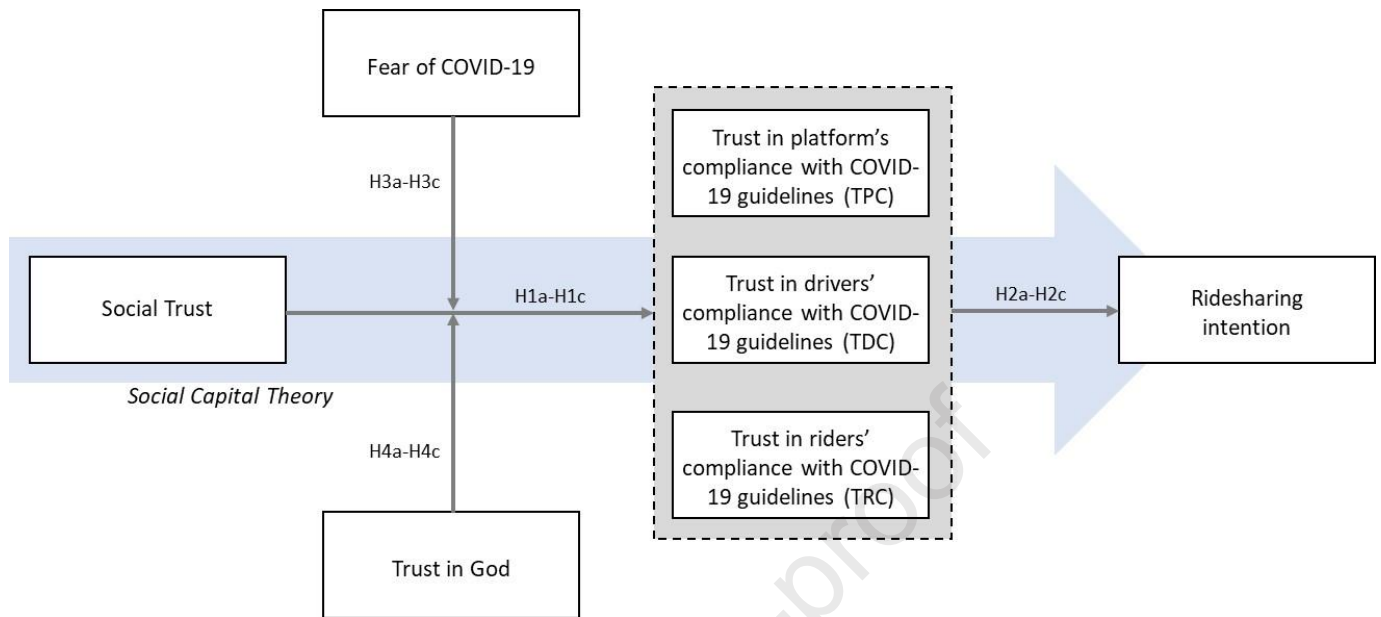 Fear of COVID-19
H3a-H3c
Trust in platform's
compliance with COVID-
19 guidelines (TPC)
Social Trust
H1a-H1c
Trust in drivers'
compliance with COVID-
19 guidelines (TDC)
H2a-H2c
Ridesharing
intention
Social Capital Theory
H4a-H4c
Trust in riders'
compliance with COVID-
19 guidelines (TRC)
Trust in God
-proof